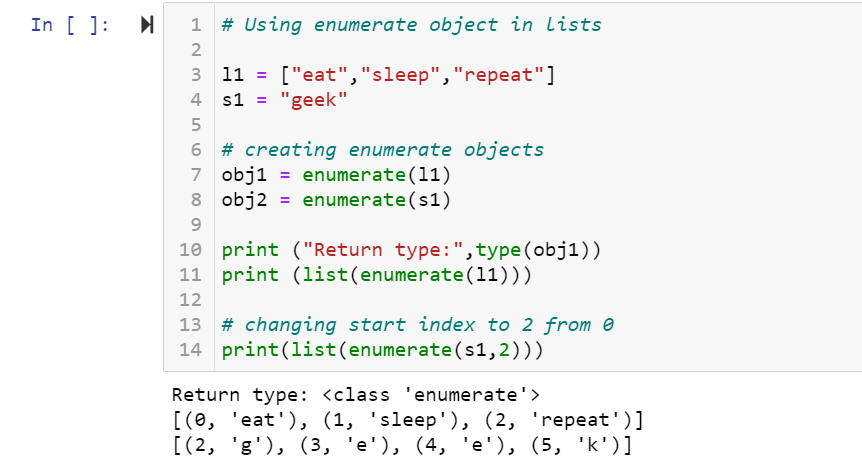 In [ ]:
1 # Using enumerate object in Lists
2
3 l1 = ["eat","sleep","repeat"]
4 s1 = "geek"
5
6 # creating enumerate objects
7 obj1 = enumerate(l1)
8 obj2 = enumerate(s1)
9
10 print ("Return type:",type(obj1))
11 print (list(enumerate(l1)))
12
13 # changing start index to 2 from 0
14 print(list(enumerate(s1,2)))
Return type: <class 'enumerate'>
[(0, 'eat'), (1, 'sleep'), (2, 'repeat')]
[(2, 'g'), (3, 'e'), (4, 'e'), (5, 'k')]